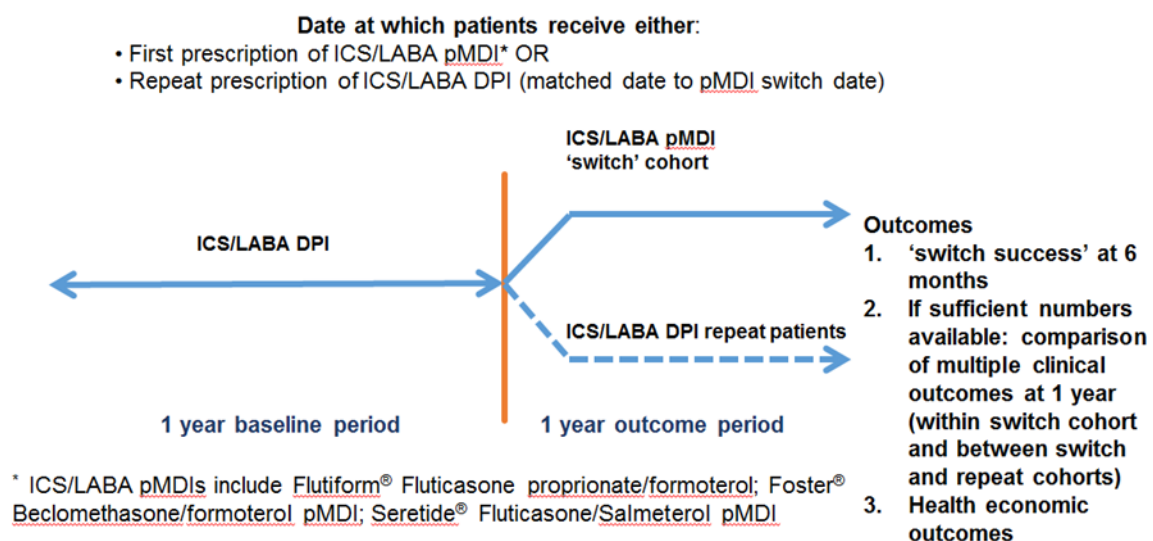 Date at which patients receive either:
• First prescription of ICS/LABA pMDI* OR
• Repeat prescription of ICS/LABA DPI (matched date to pMDI switch date)
ICS/LABA pMDI
‘switch’ cohort
ICS/LABA DPI
ICS/LABA DPI repeat patients
1 year baseline period
1 year outcome period
Outcomes
1. ‘switch success’ at 6
months
2. If sufficient numbers
available: comparison
of multiple clinical
outcomes at 1 year
(within switch cohort
and between switch
and repeat cohorts)
3. Health economic
outcomes
* ICS/LABA pMDIs include Flutiform® Fluticasone proprionate/formoterol; Foster®
Beclomethasone/formoterol pMDI; Seretide® Fluticasone/Salmeterol pMDI